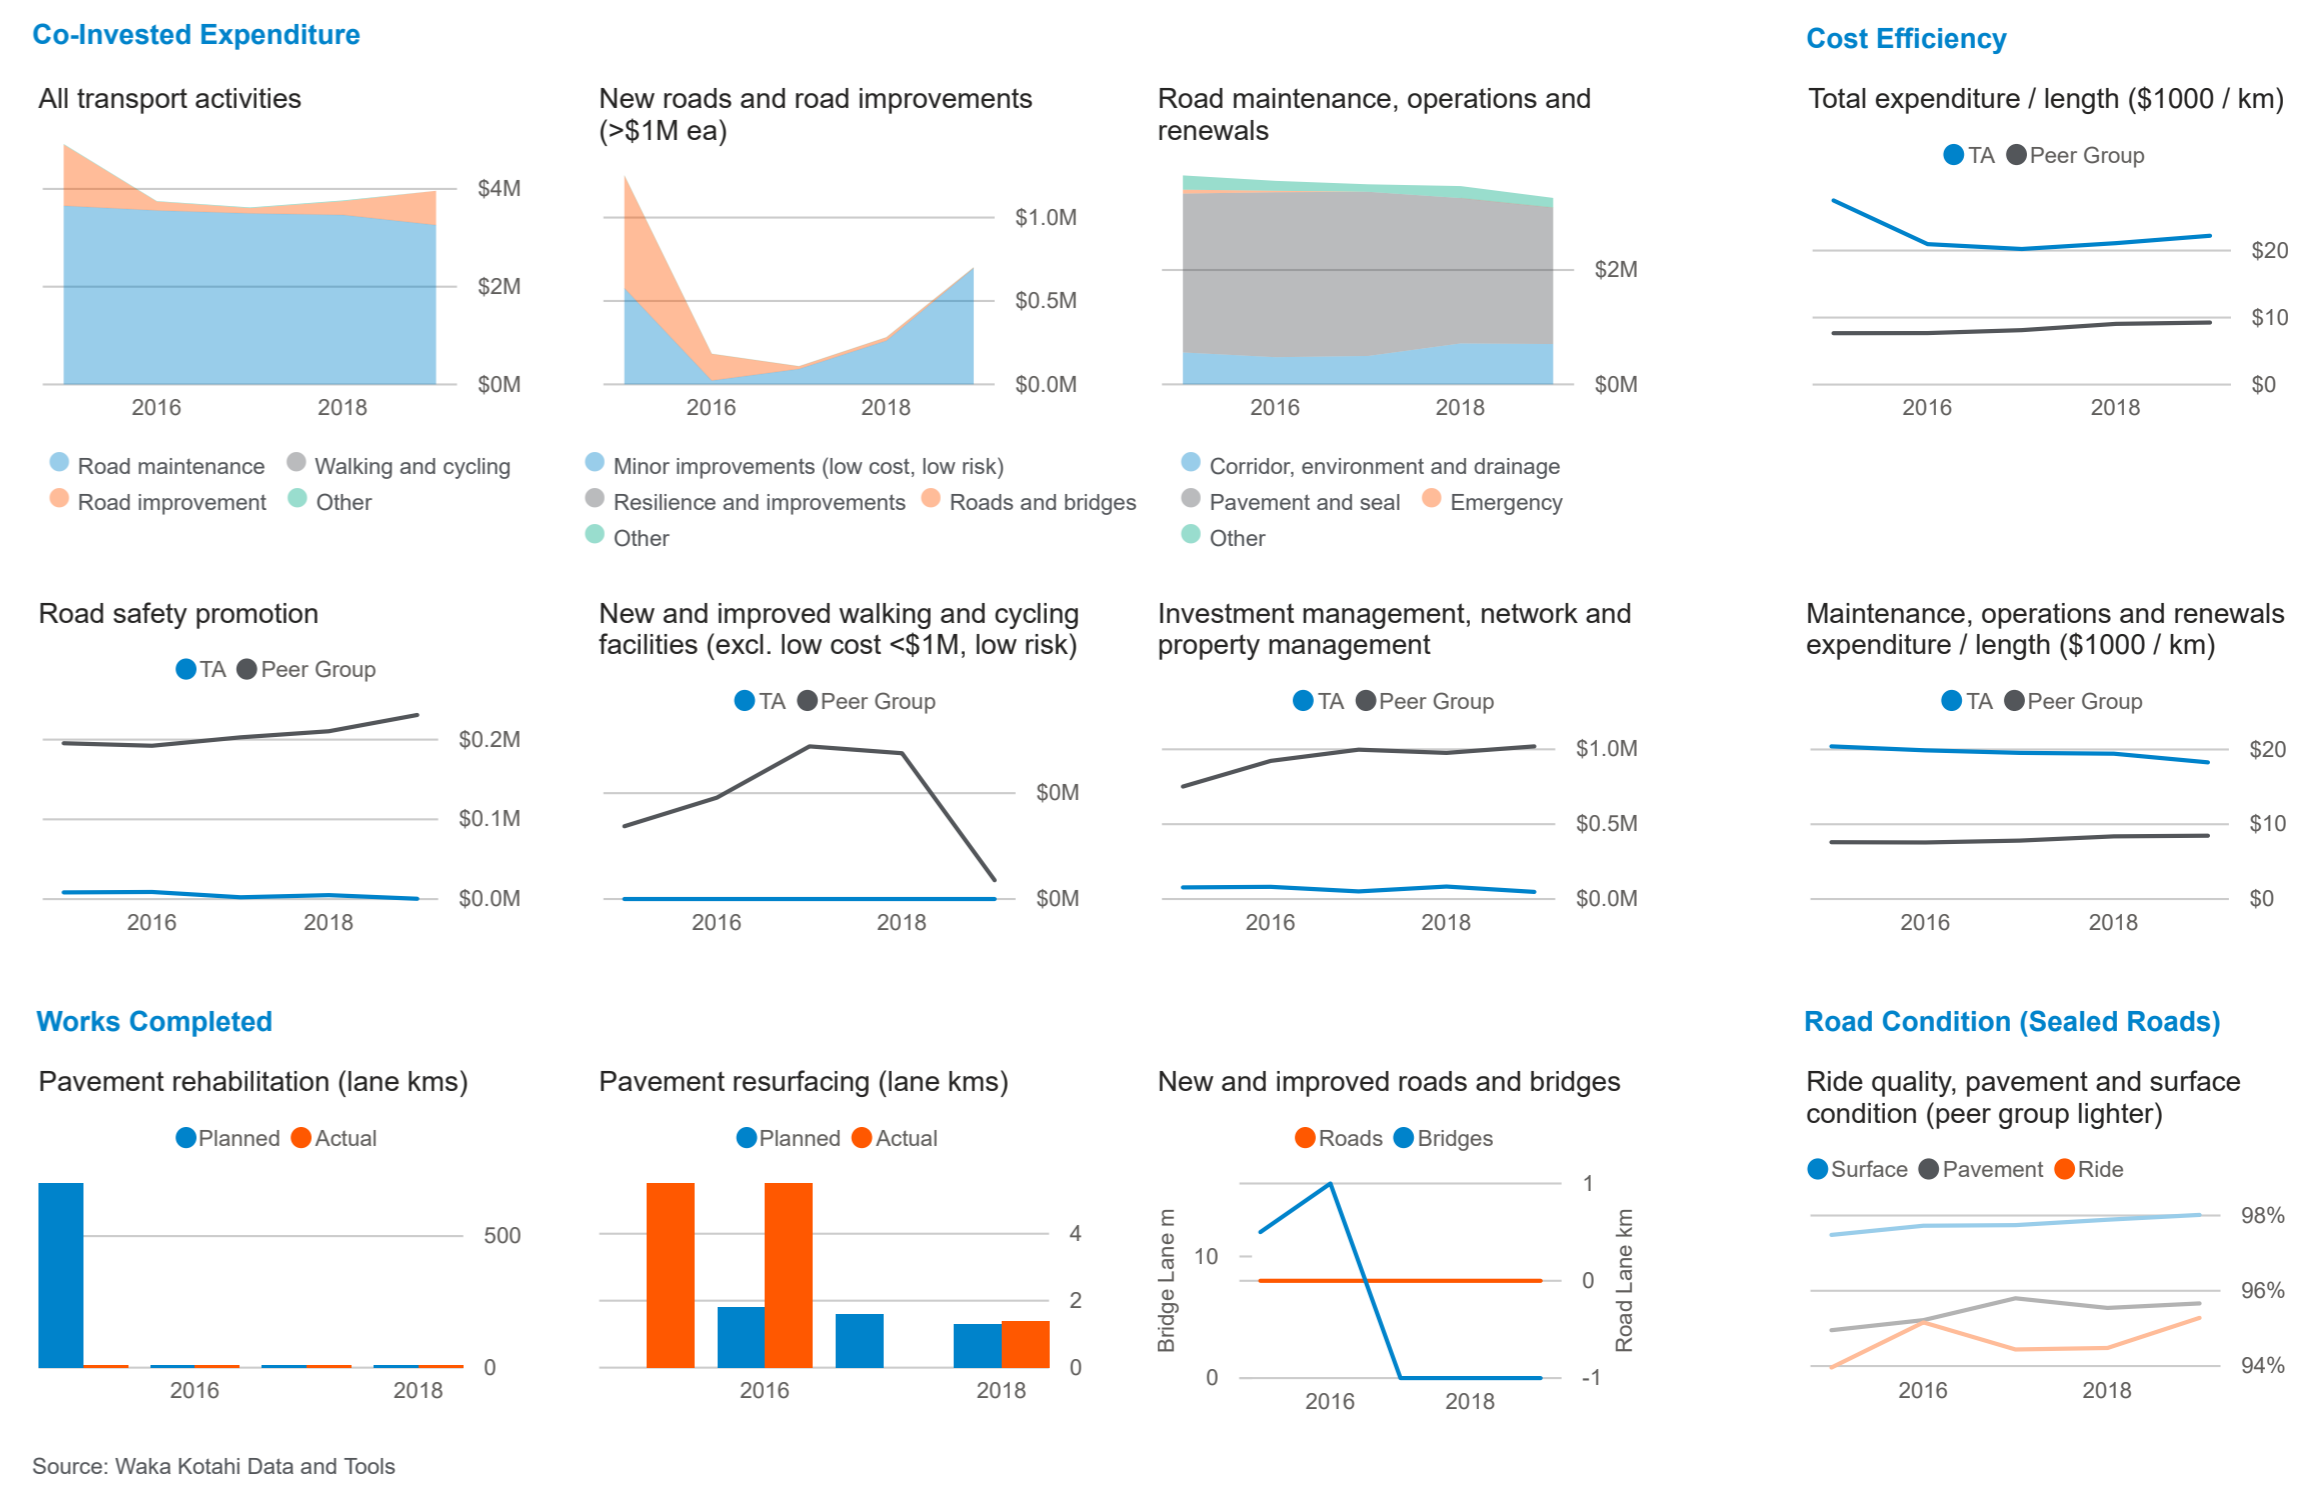 Co-Invested Expenditure
Cost Efficiency
All transport activities
$4M
$2M
$0M
2016 2018
Road maintenance Walking and cycling
Road improvement Other
New roads and road improvements
(>$1M ea)
$1.0M
$0.5M
$0.0M
2016 2018
Minor improvements (low cost, low risk)
Resilience and improvements Roads and bridges
Other
Road maintenance, operations and
renewals
$2M
$0M
2016 2018
Corridor, environment and drainage
Pavement and seal Emergency
Other
Total expenditure / length ($1000 / km)
TA Peer Group
$20
$10
$0
2016 2018
Road safety promotion
TA Peer Group
$0.2M
$0.1M
$0.0M
2016 2018
New and improved walking and cycling
facilities (excl. low cost <$1M, low risk)
TA Peer Group
$0M
$0M
2016 2018
Investment management, network and
property management
TA Peer Group
$1.0M
$0.5M
$0.0M
2016 2018
Maintenance, operations and renewals
expenditure / length ($1000 / km)
TA Peer Group
$20
$10
$0
2016 2018
Works Completed
Road Condition (Sealed Roads)
Pavement rehabilitation (lane kms)
Planned Actual
500
0
2016 2018
Pavement resurfacing (lane kms)
Planned Actual
4
2
0
2016 2018
New and improved roads and bridges
Roads Bridges
Bridge Lane m
10
0
1
0
-1
Road Lane km
2016 2018
Ride quality, pavement and surface
condition (peer group lighter)
Surface Pavement Ride
98%
96%
94%
2016 2018
Source: Waka Kotahi Data and Tools